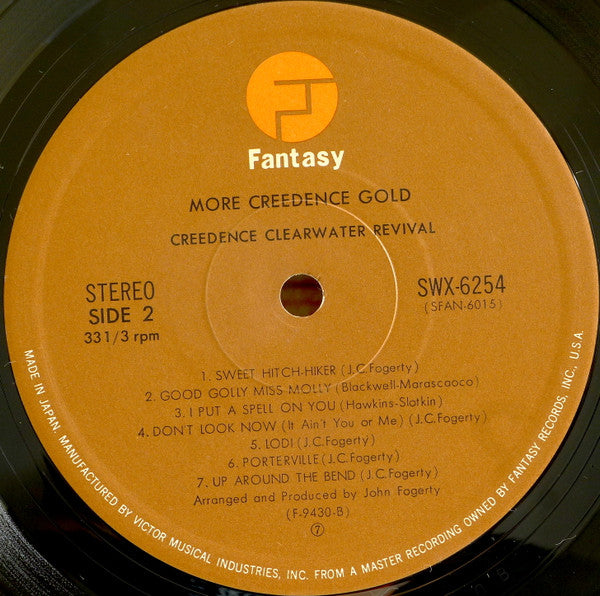 Fantasy
MORE CREEDENCE GOLD
CREEDENCE CLEARWATER REVIVAL
STEREO
SIDE 2
33 1/3 rpm
SWX-6254
(SFAN-6015)
1. SWEET HITCH-HIKER (J.C.Fogerty)
2. GOOD GOLLY MISS MOLLY (Blackwell-Marascaoco)
3. I PUT A SPELL ON YOU (Hawkins-Slotkin)
4. DON'T LOOK NOW (It Ain't You or Me) (J.C.Fogerty)
5. LODI (J.C.Fogerty)
6. PORTERVILLE (J.C.Fogerty)
7. UP AROUND THE BEND (J.C.Fogerty)
Arranged and Produced by John Fogerty
(F-9430-B)
⑦
MADE IN JAPAN. MANUFACTURED BY VICTOR MUSICAL INDUSTRIES, INC. FROM A MASTER RECORDING OWNED BY FANTASY RECORDS, INC., U.S.A.